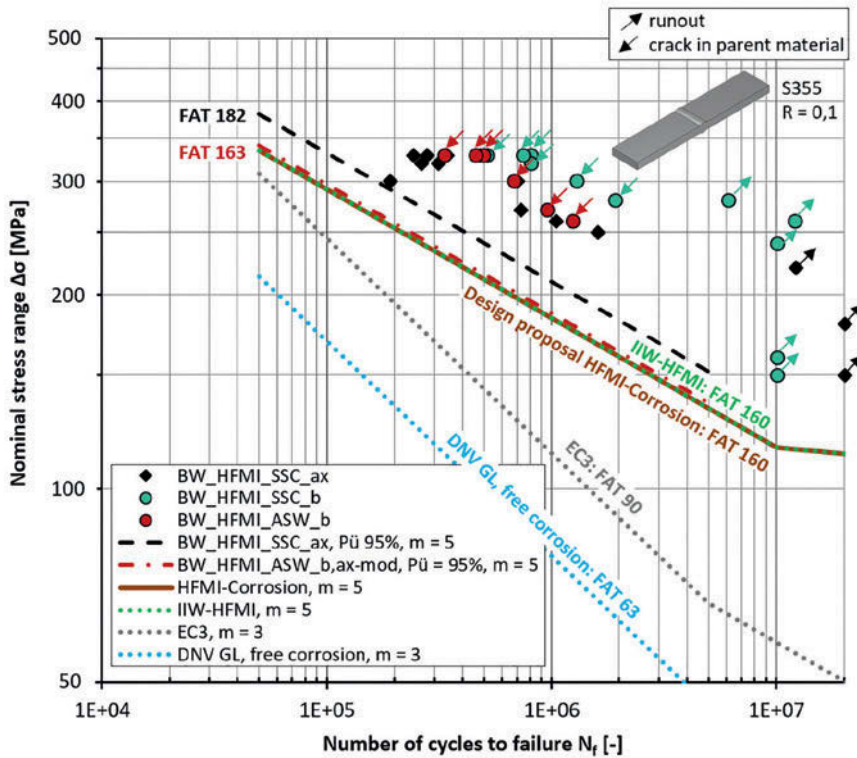 runout
crack in parent material
500
400
300
200
100
50
Nominal stress range Δσ [MPa]
S355
R = 0,1
FAT 182
FAT 163
IIW-HFMI: FAT 160
Design proposal HFMI-Corrosion: FAT 160
EC3: FAT 90
DNV GL, free corrosion: FAT 63
BW_HFMI_SSC_ax
BW_HFMI_SSC_b
BW_HFMI_ASW_b
BW_HFMI_SSC_ax, Pü 95%, m = 5
BW_HFMI_ASW_b,ax-mod, Pü = 95%, m = 5
HFMI-Corrosion, m = 5
IIW-HFMI, m = 5
EC3, m = 3
DNV GL, free corrosion, m = 3
1E+04 1E+05 1E+06 1E+07
Number of cycles to failure Nf [-]